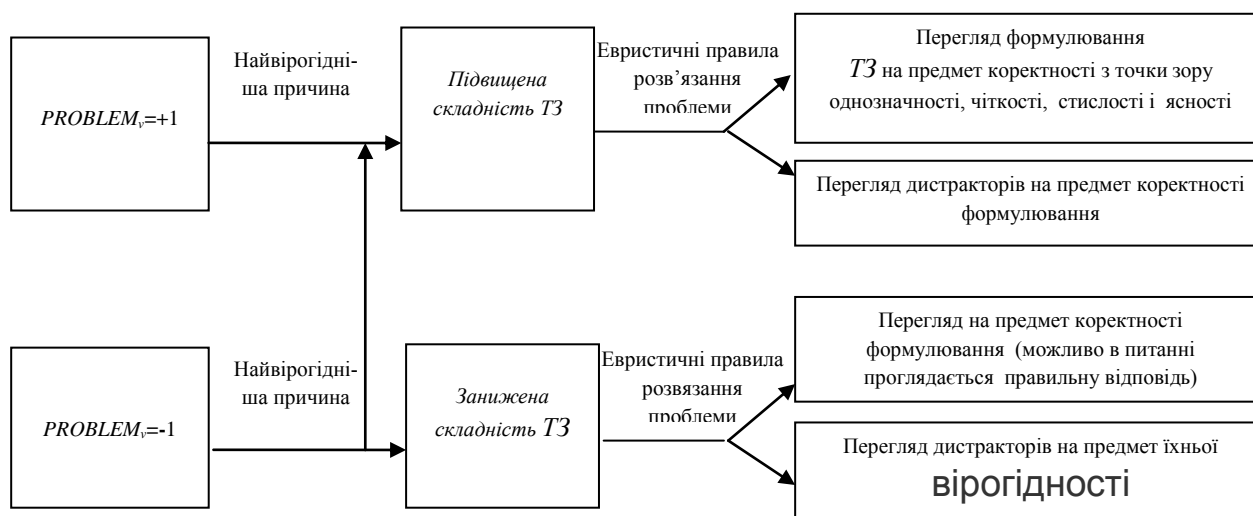 PROBLEMᵥ=+1
Найвірогідні-
ша причина
Підвищена
складність ТЗ
Евристичні правила
розв’язання
проблеми
Перегляд формулювання
ТЗ на предмет коректності з точки зору
однозначності, чіткості, стислості і ясності
Перегляд дистракторів на предмет коректності
формулювання
PROBLEMᵥ=-1
Найвірогідні-
ша причина
Занижена
складність ТЗ
Евристичні правила
розвязання
проблеми
Перегляд на предмет коректності
формулювання (можливо в питанні
проглядається правильну відповідь)
Перегляд дистракторів на предмет їхньої
вірогідності